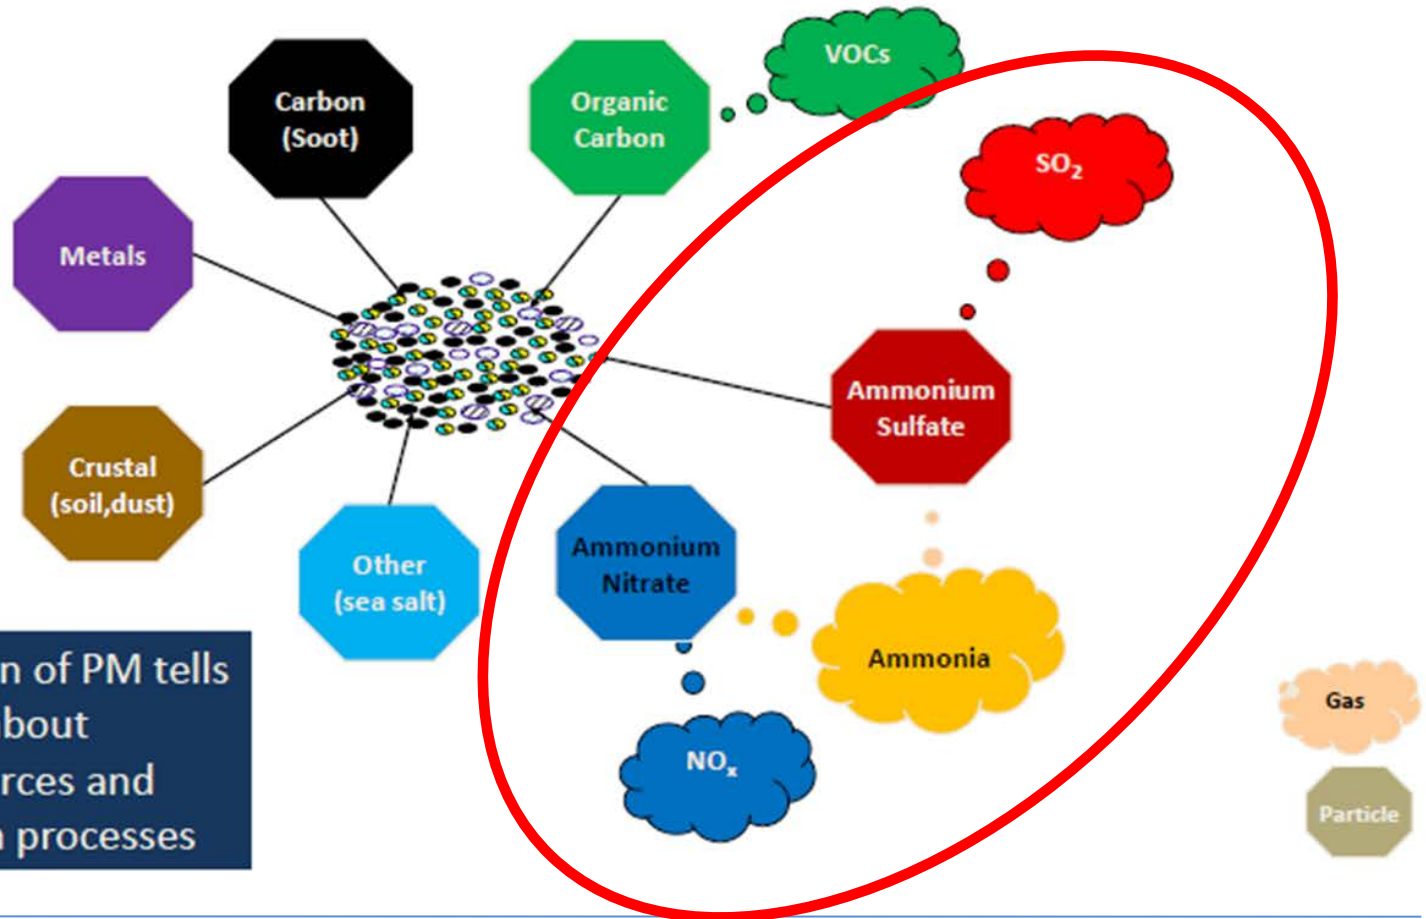 VOCs
Carbon
(Soot)
Organic
Carbon
SO₂
Metals
Ammonium
Sulfate
Crustal
(soil,dust)
Ammonium
Nitrate
Other
(sea salt)
Ammonia
n of PM tells
about
rces and
processes
NOₓ
Gas
Particle